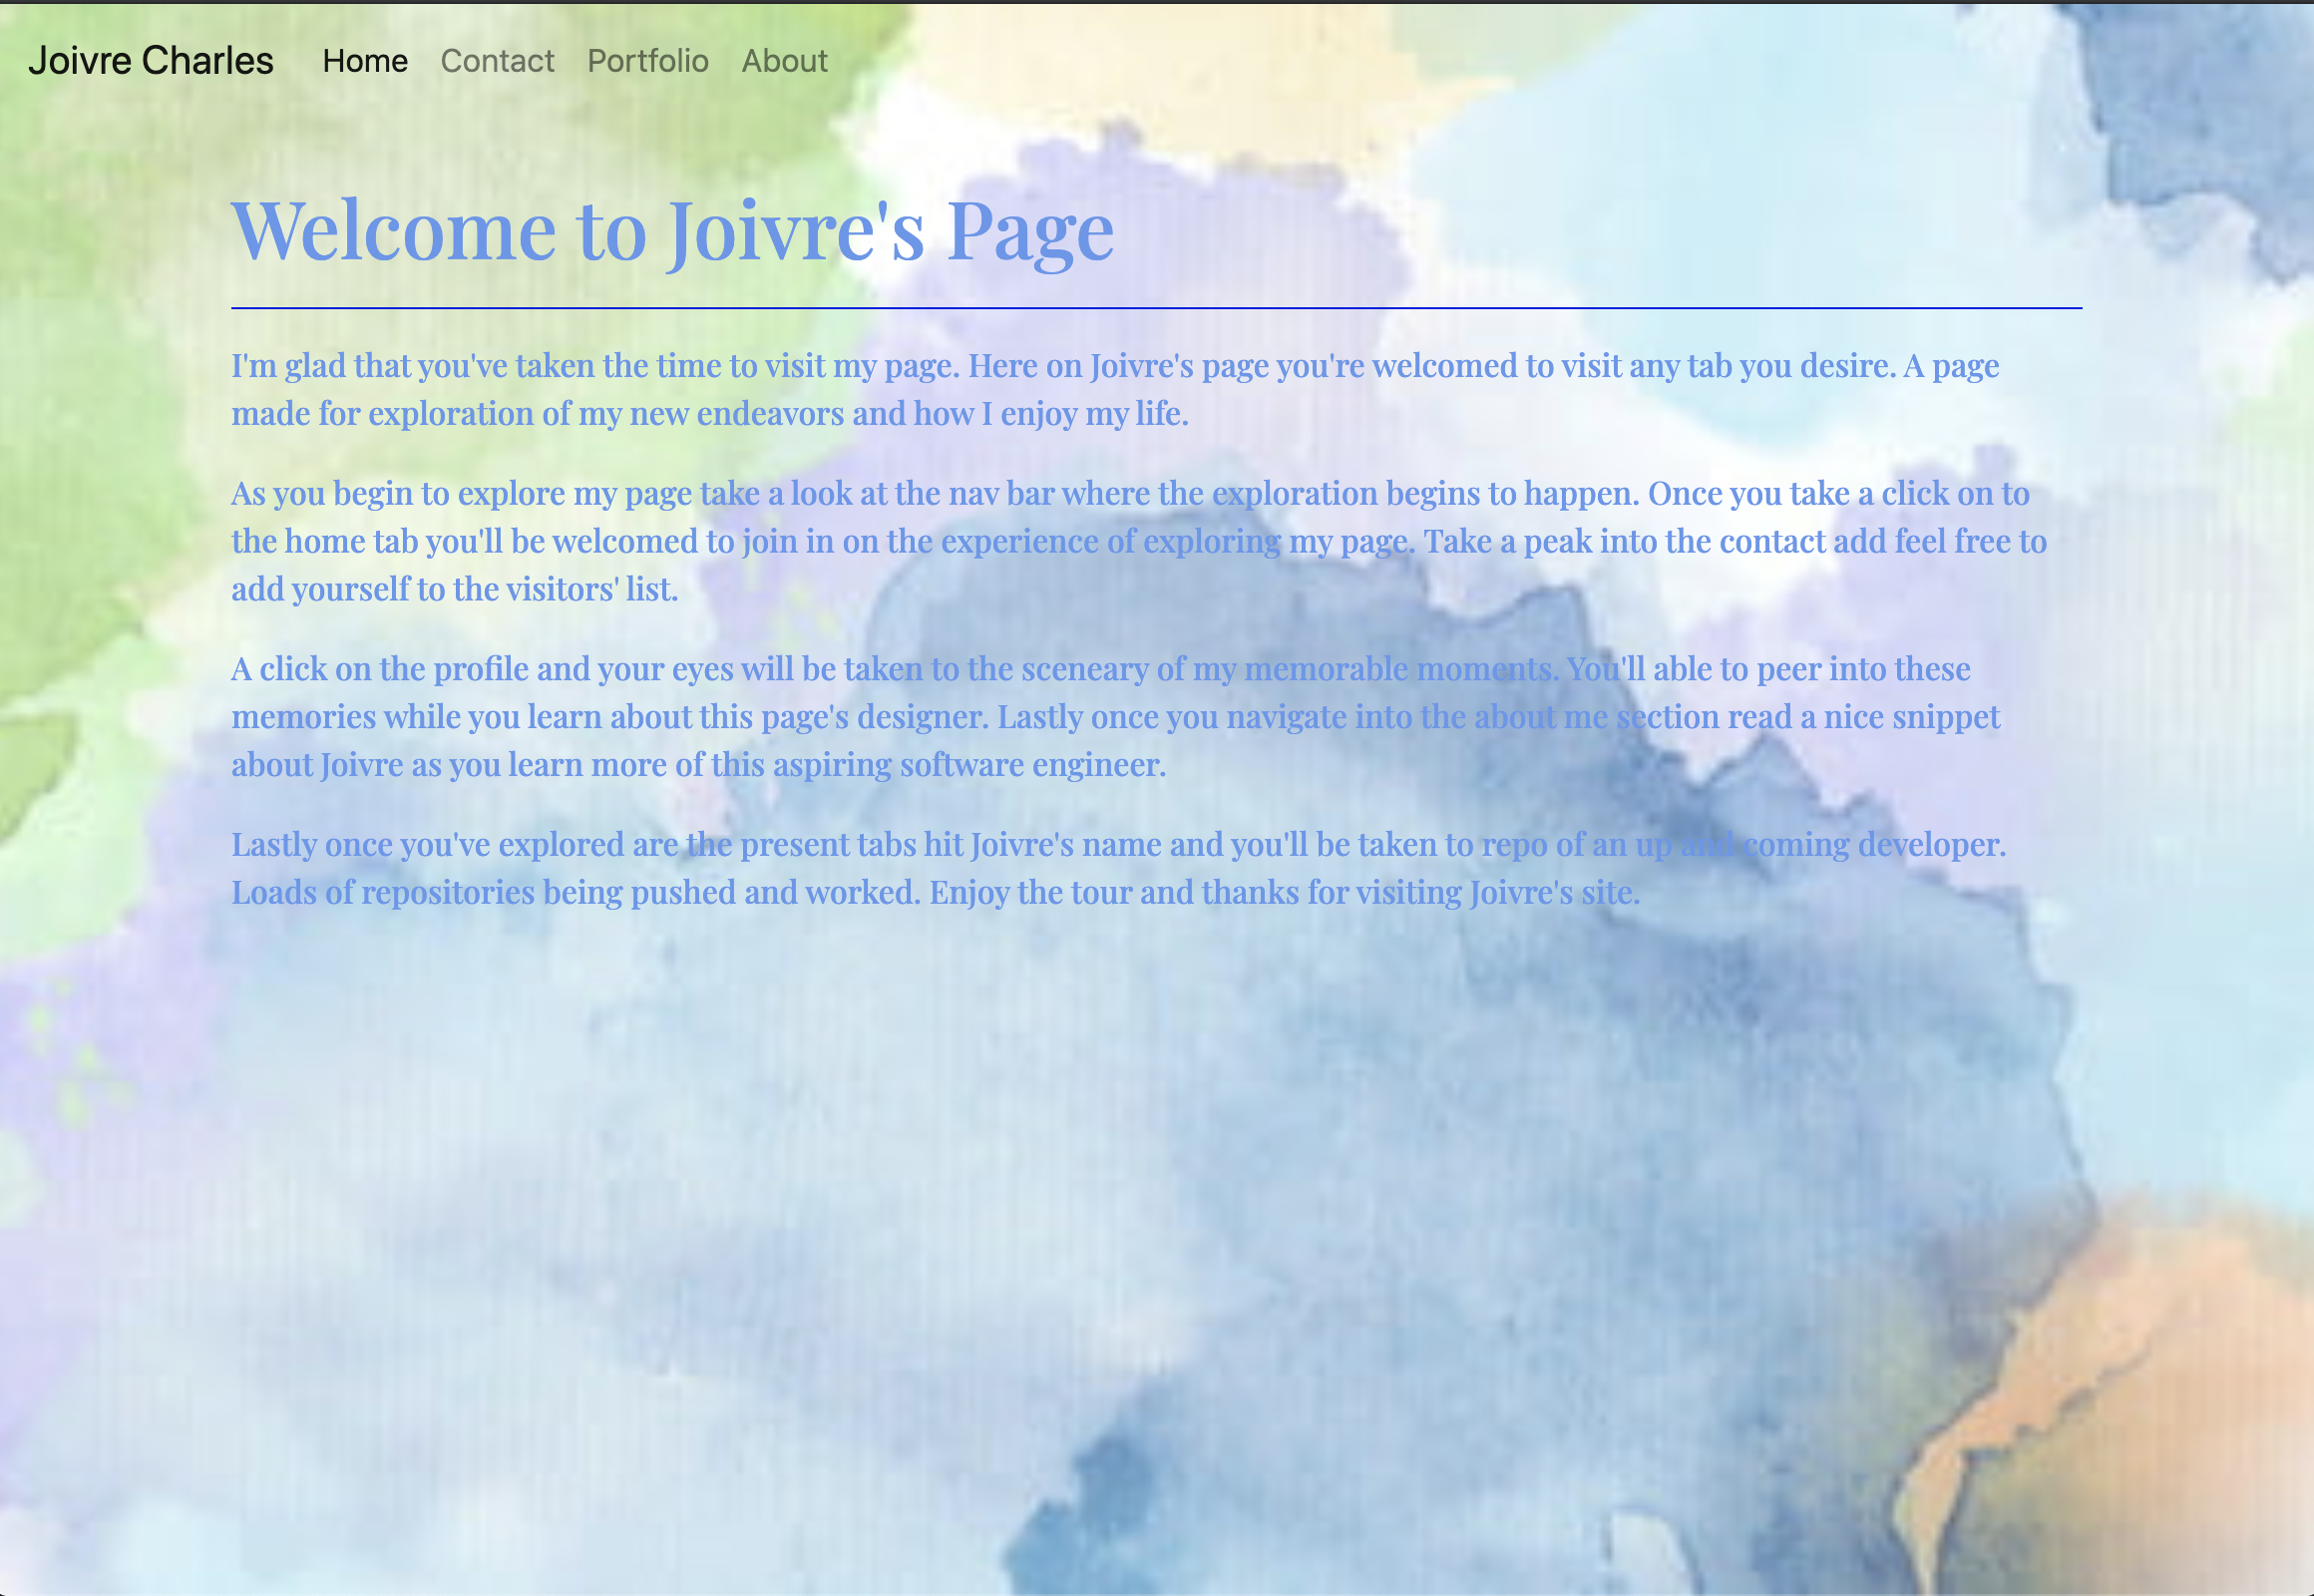 Joivre Charles Home Contact Portfolio About
Welcome to Joivre's Page
I'm glad that you've taken the time to visit my page. Here on Joivre's page you're welcomed to visit any tab you desire. A page
made for exploration of my new endeavors and how I enjoy my life.
As you begin to explore my page take a look at the nav bar where the exploration begins to happen. Once you take a click on to
the home tab you'll be welcomed to join in on the experience of exploring my page. Take a peak into the contact add feel free to
add yourself to the visitors' list.
A click on the profile and your eyes will be taken to the sceneary of my memorable moments. You'll able to peer into these
memories while you learn about this page's designer. Lastly once you navigate into the about me section read a nice snippet
about Joivre as you learn more of this aspiring software engineer.
Lastly once you've explored are the present tabs hit Joivre's name and you'll be taken to repo of an up and coming developer.
Loads of repositories being pushed and worked. Enjoy the tour and thanks for visiting Joivre's site.